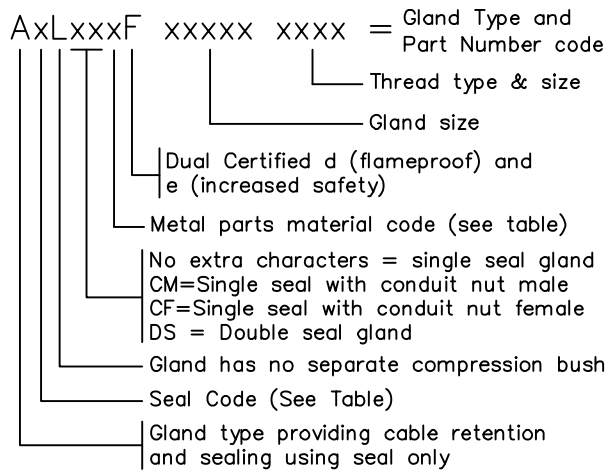 AxLxxxF xxxxx xxxx = Gland Type and
Part Number code
Thread type & size
Gland size
Dual Certified d (flameproof) and
e (increased safety)
Metal parts material code (see table)
No extra characters = single seal gland
CM=Single seal with conduit nut male
CF=Single seal with conduit nut female
DS = Double seal gland
Gland has no separate compression bush
Seal Code (See Table)
Gland type providing cable retention
and sealing using seal only